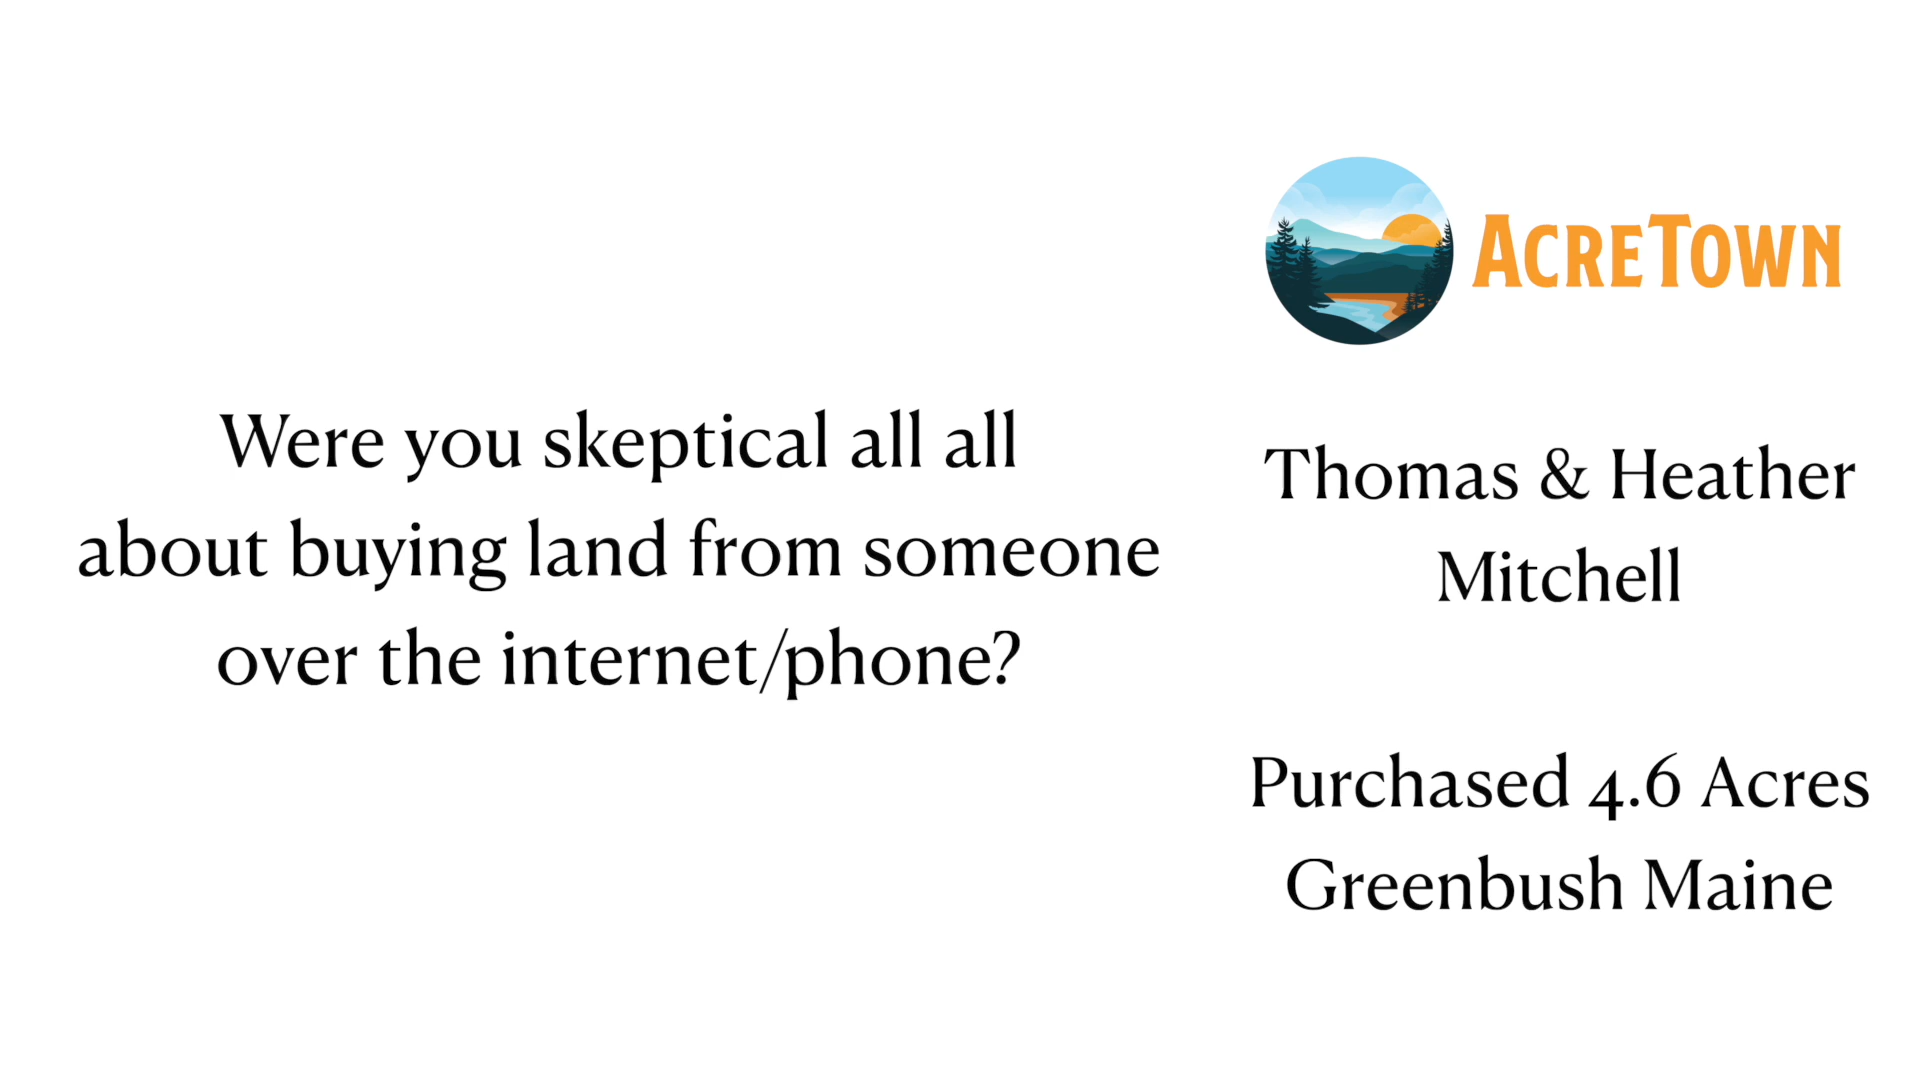 Were you skeptical all all
about buying land from someone
over the internet/phone?
AcreTown
Thomas & Heather
Mitchell
Purchased 4.6 Acres
Greenbush Maine